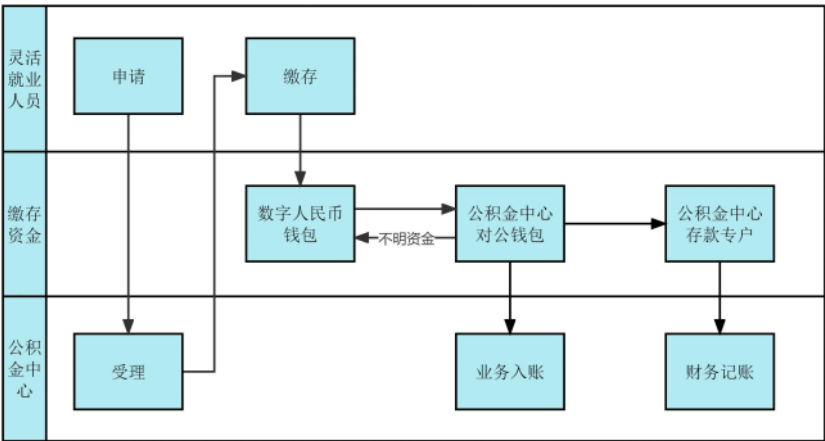 灵活
就业
人员
申请
缴存
缴存
资金
数字人民币
钱包
不明资金
公积金中心
对公钱包
公积金中心
存款专户
公积
金中
心
受理
业务入账
财务记账